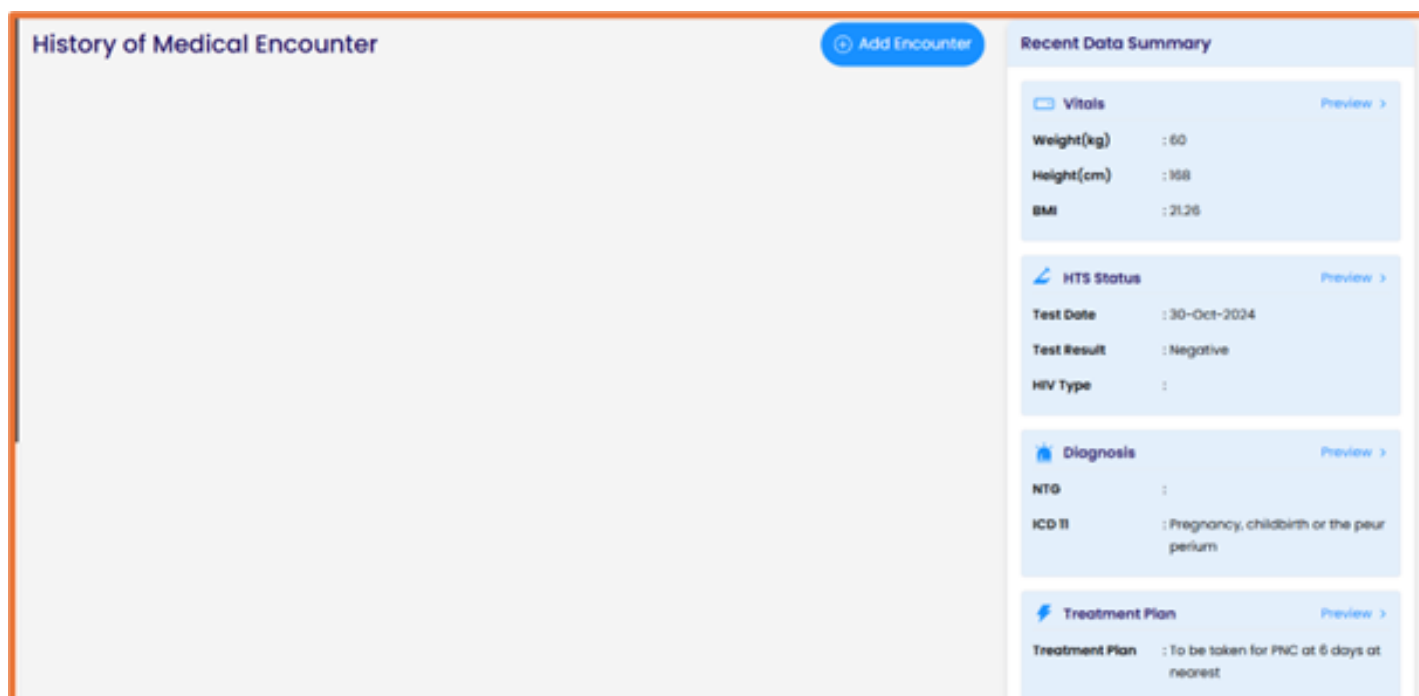 History of Medical Encounter
Add Encounter
Recent Data Summary
Vitals
Preview >
Weight(kg) : 60
Height(cm) : 168
BMI : 21.26
HTS Status
Preview >
Test Date : 30-Oct-2024
Test Result : Negative
HIV Type :
Diagnosis
Preview >
NTG :
ICD 11 : Pregnancy, childbirth or the peur
perium
Treatment Plan
Preview >
Treatment Plan : To be taken for PNC at 6 days at
nearest